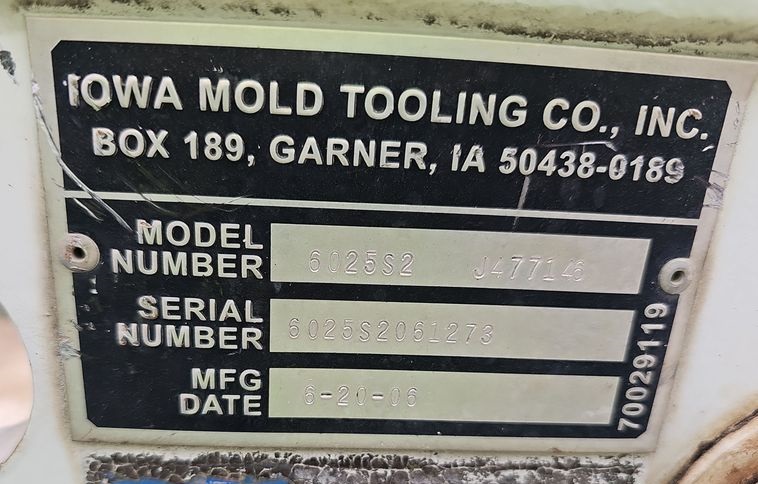 IOWA MOLD TOOLING CO., INC.
BOX 189, GARNER, IA 50438-0189
MODEL
NUMBER 6025S2 J477146
SERIAL
NUMBER 6025S2061273
MFG
DATE 6-20-06
70029119